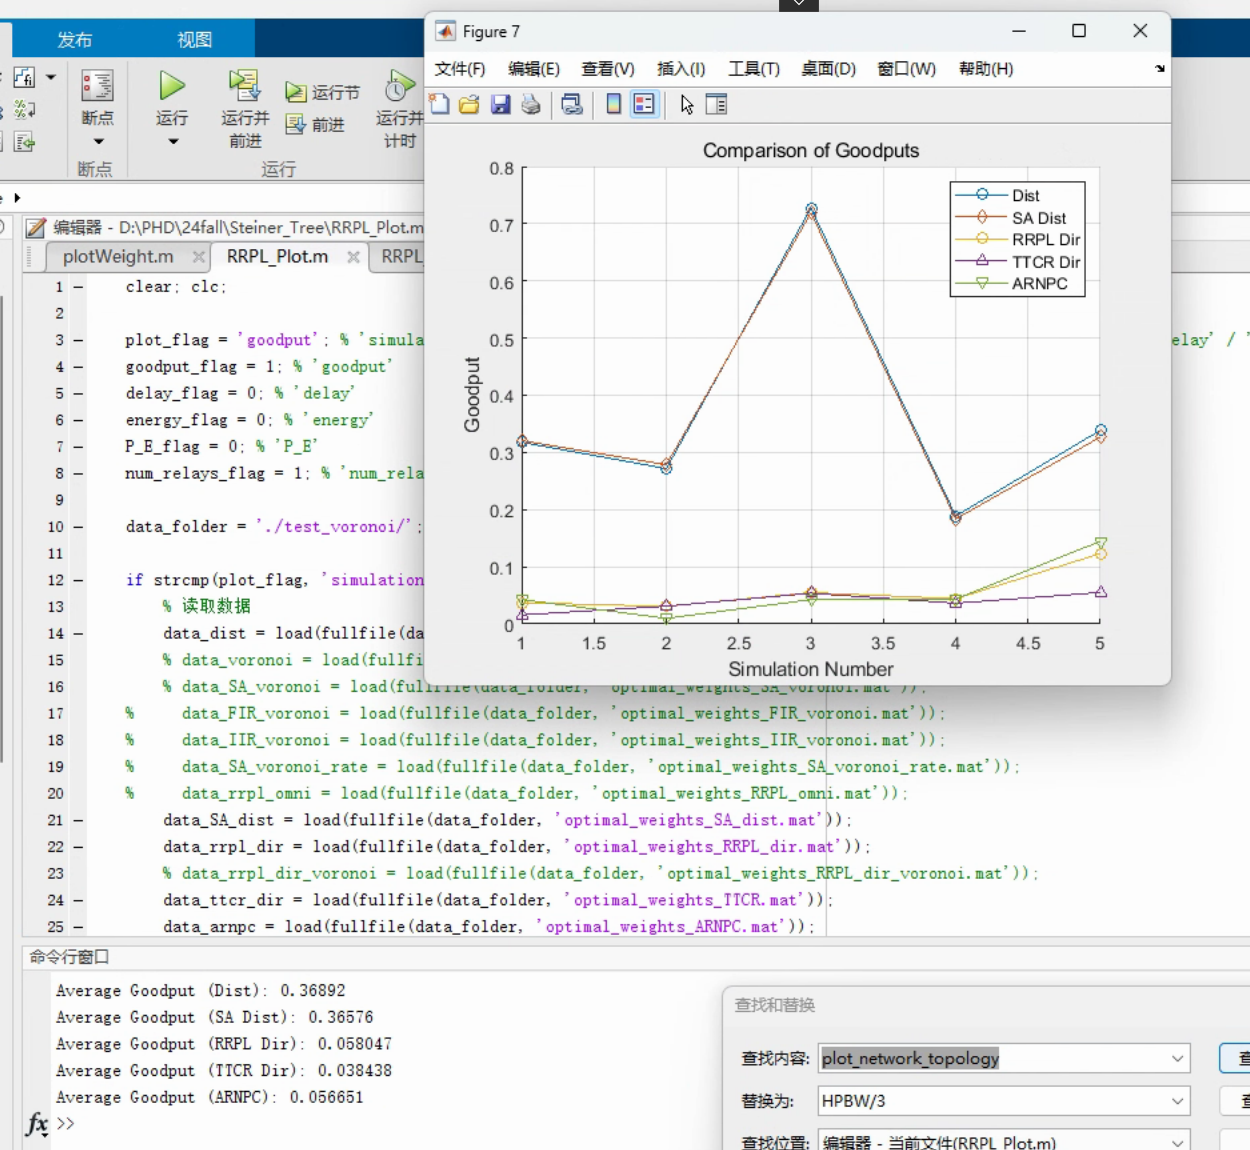 发布
视图
断点
断点
运行
运行并
前进
运行节
前进
运行并
计时
运行
编辑器 - D:\PHD\24fall\Steiner_Tree\RRPL_Plot.m
plotWeight.m
RRPL_Plot.m
RRPL
1 clear; clc;
2
3 plot_flag = 'goodput'; % 'simula
elay' / '
4 goodput_flag = 1; % 'goodput'
5 delay_flag = 0; % 'delay'
6 energy_flag = 0; % 'energy'
7 P_E_flag = 0; % 'P_E'
8 num_relays_flag = 1; % 'num_rela
9
10 data_folder = './test_voronoi/';
11
12 if strcmp(plot_flag, 'simulation
13 % 读取数据
14 data_dist = load(fullfile(da
15 % data_voronoi = load(fullfi
16 % data_SA_voronoi = load(fullfile(data_folder, 'optimal_weights_SA_voronoi.mat'));
17 % data_FIR_voronoi = load(fullfile(data_folder, 'optimal_weights_FIR_voronoi.mat'));
18 % data_IIR_voronoi = load(fullfile(data_folder, 'optimal_weights_IIR_voronoi.mat'));
19 % data_SA_voronoi_rate = load(fullfile(data_folder, 'optimal_weights_SA_voronoi_rate.mat'));
20 % data_rrpl_omni = load(fullfile(data_folder, 'optimal_weights_RRPL_omni.mat'));
21 data_SA_dist = load(fullfile(data_folder, 'optimal_weights_SA_dist.mat'));
22 data_rrpl_dir = load(fullfile(data_folder, 'optimal_weights_RRPL_dir.mat'));
23 % data_rrpl_dir_voronoi = load(fullfile(data_folder, 'optimal_weights_RRPL_dir_voronoi.mat'));
24 data_ttcr_dir = load(fullfile(data_folder, 'optimal_weights_TTCR.mat'));
25 data_arnpc = load(fullfile(data_folder, 'optimal_weights_ARNPC.mat'));
Figure 7
文件(F) 编辑(E) 查看(V) 插入(I) 工具(T) 桌面(D) 窗口(W) 帮助(H)
Comparison of Goodputs
0.8
0.7
0.6
0.5
0.4
0.3
0.2
0.1
0
Goodput
Dist
SA Dist
RRPL Dir
TTCR Dir
ARNPC
1 1.5 2 2.5 3 3.5 4 4.5 5
Simulation Number
命令行窗口
Average Goodput (Dist): 0.36892
Average Goodput (SA Dist): 0.36576
Average Goodput (RRPL Dir): 0.058047
Average Goodput (TTCR Dir): 0.038438
Average Goodput (ARNPC): 0.056651
fx >>
查找和替换
查找内容: plot_network_topology
替换为: HPBW/3
查找位置: 编辑器 - 当前文件(RRPL_Plot.m)